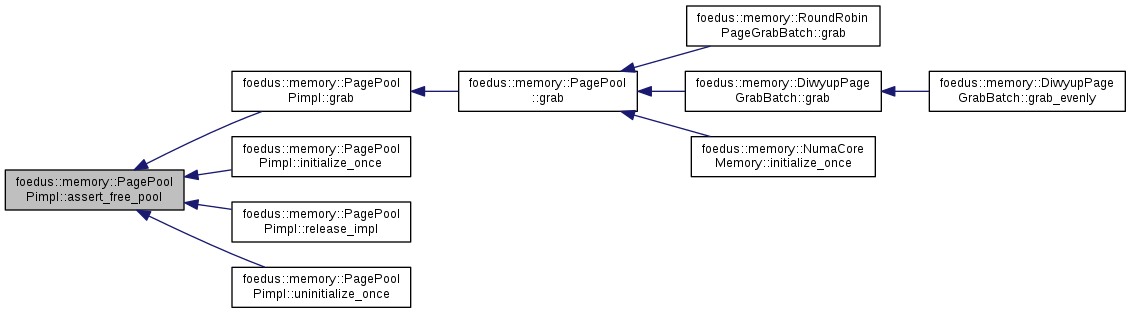 foedus::memory::RoundRobin
PageGrabBatch::grab
foedus::memory::PagePool
Pimpl::grab
foedus::memory::PagePool
::grab
foedus::memory::DivvyupPage
GrabBatch::grab
foedus::memory::DivvyupPage
GrabBatch::grab_evenly
foedus::memory::PagePool
Pimpl::initialize_once
foedus::memory::NumaCore
Memory::initialize_once
foedus::memory::PagePool
Pimpl::assert_free_pool
foedus::memory::PagePool
Pimpl::release_impl
foedus::memory::PagePool
Pimpl::uninitialize_once